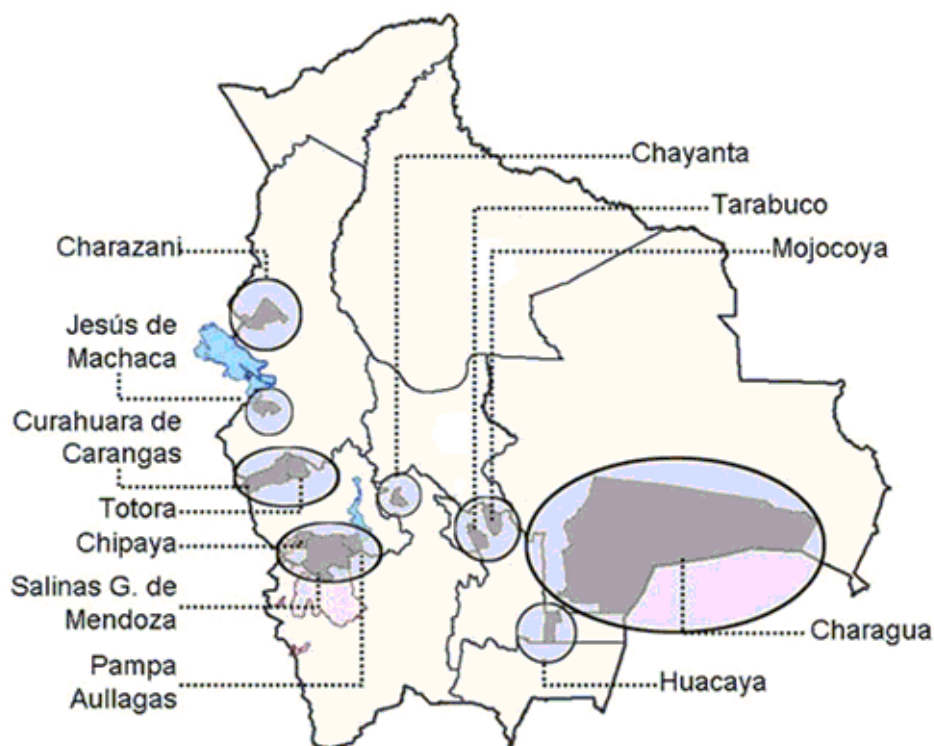 Chayanta
Tarabuco
Mojocoya
Charazani
Jesús de
Machaca
Curahuara de
Carangas
Totora
Chipaya
Salinas G. de
Mendoza
Pampa
Aullagas
Charagua
Huacaya